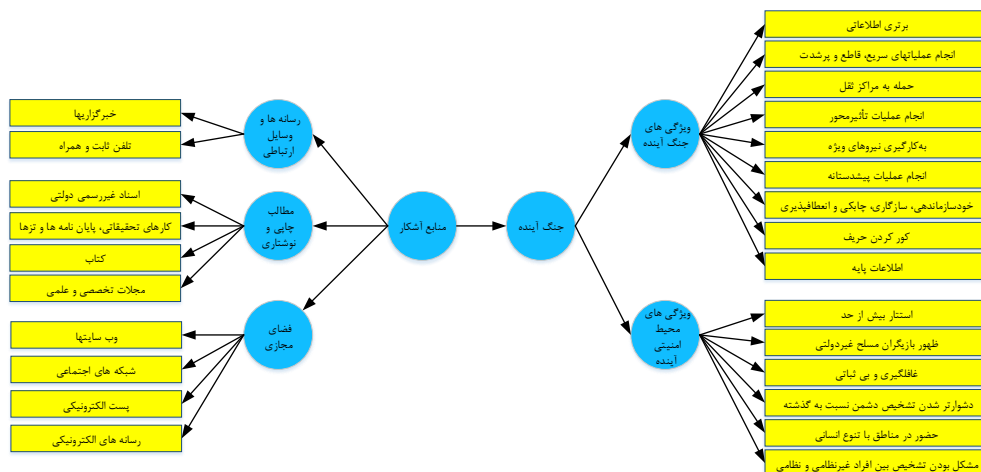 برتری اطلاعاتی
انجام عملیاتهای سریع، قاطع و پرشدت
حمله به مراکز ثقل
انجام عملیات تأثیرمحور
به‌کارگیری نیروهای ویژه
انجام عملیات پیشدستانه
خودسازماندهی، سازگاری، چابکی و انعطافپذیری
کور کردن حریف
اطلاعات پایه
ویژگی های
جنگ آینده
استتار بیش از حد
ظهور بازیگران مسلح غیردولتی
غافلگیری و بی ثباتی
دشوارتر شدن تشخیص دشمن نسبت به گذشته
حضور در مناطق با تنوع انسانی
مشکل بودن تشخیص بین افراد غیرنظامی و نظامی
ویژگی های
محیط
امنیتی
آینده
جنگ آینده
منابع آشکار
رسانه ها و
وسایل
ارتباطی
خبرگزاریها
تلفن ثابت و همراه
مطالب
چاپی و
نوشتاری
اسناد غیررسمی دولتی
کارهای تحقیقاتی، پایان نامه ها و تزها
کتاب
مجلات تخصصی و علمی
فضای
مجازی
وب سایتها
شبکه های اجتماعی
پست الکترونیکی
رسانه های الکترونیکی